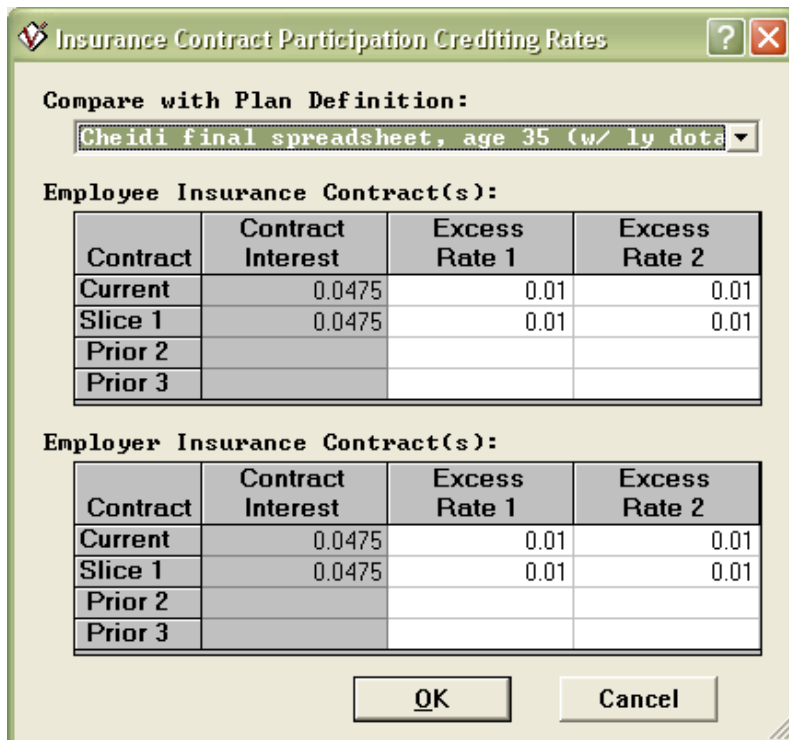 Insurance Contract Participation Crediting Rates ?
Compare with Plan Definition:
Cheidi final spreadsheet, age 35 (w/ ly dota
Employee Insurance Contract(s):
Contract Contract Interest Excess Rate 1 Excess Rate 2
Current 0.0475 0.01 0.01
Slice 1 0.0475 0.01 0.01
Prior 2
Prior 3
Employer Insurance Contract(s):
Contract Contract Interest Excess Rate 1 Excess Rate 2
Current 0.0475 0.01 0.01
Slice 1 0.0475 0.01 0.01
Prior 2
Prior 3
OK Cancel